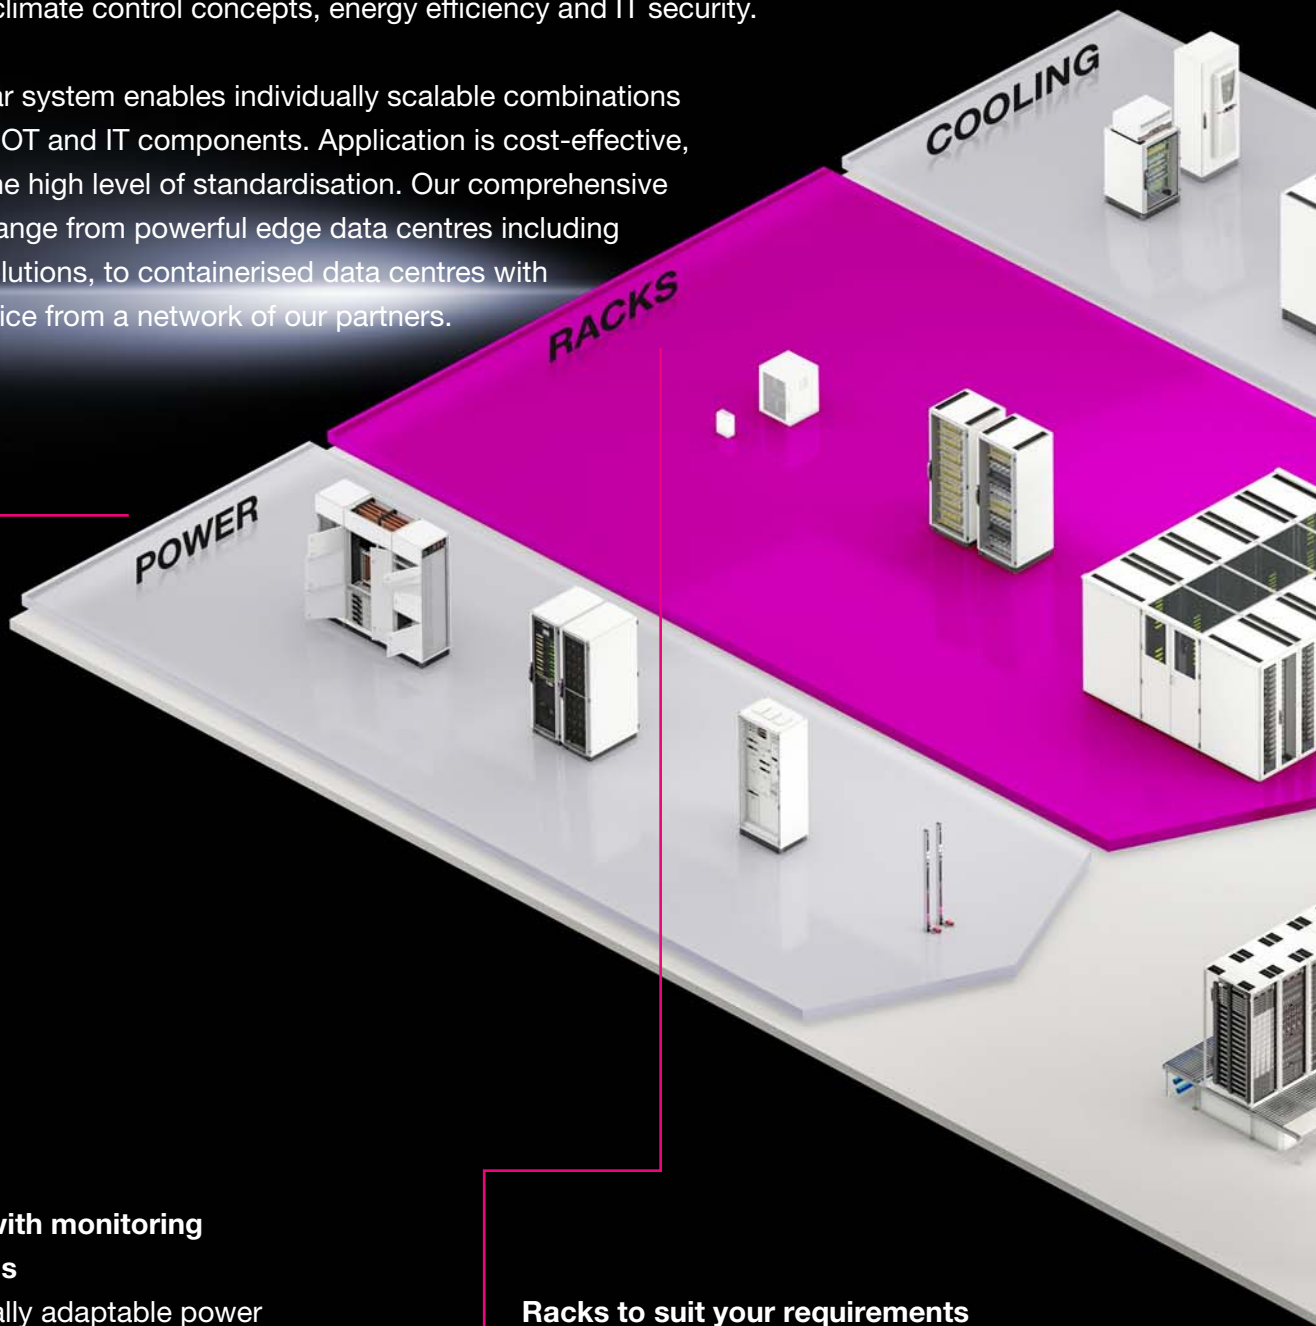 climate control concepts, energy efficiency and IT security.
ar system enables individually scalable combinations
OT and IT components. Application is cost-effective,
he high level of standardisation. Our comprehensive
ange from powerful edge data centres including
lutions, to containerised data centres with
ice from a network of our partners.
COOLING
RACKS
POWER
with monitoring
s
ally adaptable power
Racks to suit your requirements